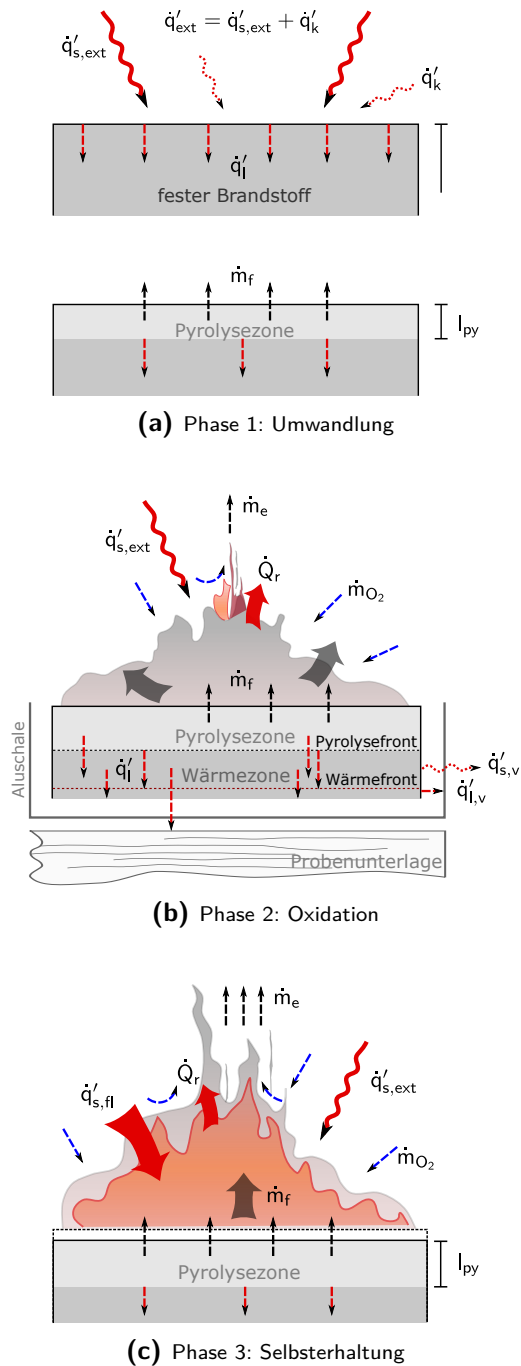 q̇′ext = q̇′s,ext + q̇′k
q̇′s,ext
q̇′k
q̇′l
fester Brandstoff
ṁf
Pyrolysezone
lpy
(a) Phase 1: Umwandlung
ṁe
q̇′s,ext
Q̇r
ṁO2
ṁf
Aluschale
Pyrolysezone
Pyrolysefront
q̇′l
Wärmezone
Wärmefront
q̇′s,v
q̇′l,v
Probenunterlage
(b) Phase 2: Oxidation
ṁe
Q̇r
q̇′s,fl
q̇′s,ext
ṁO2
ṁf
Pyrolysezone
lpy
(c) Phase 3: Selbsterhaltung